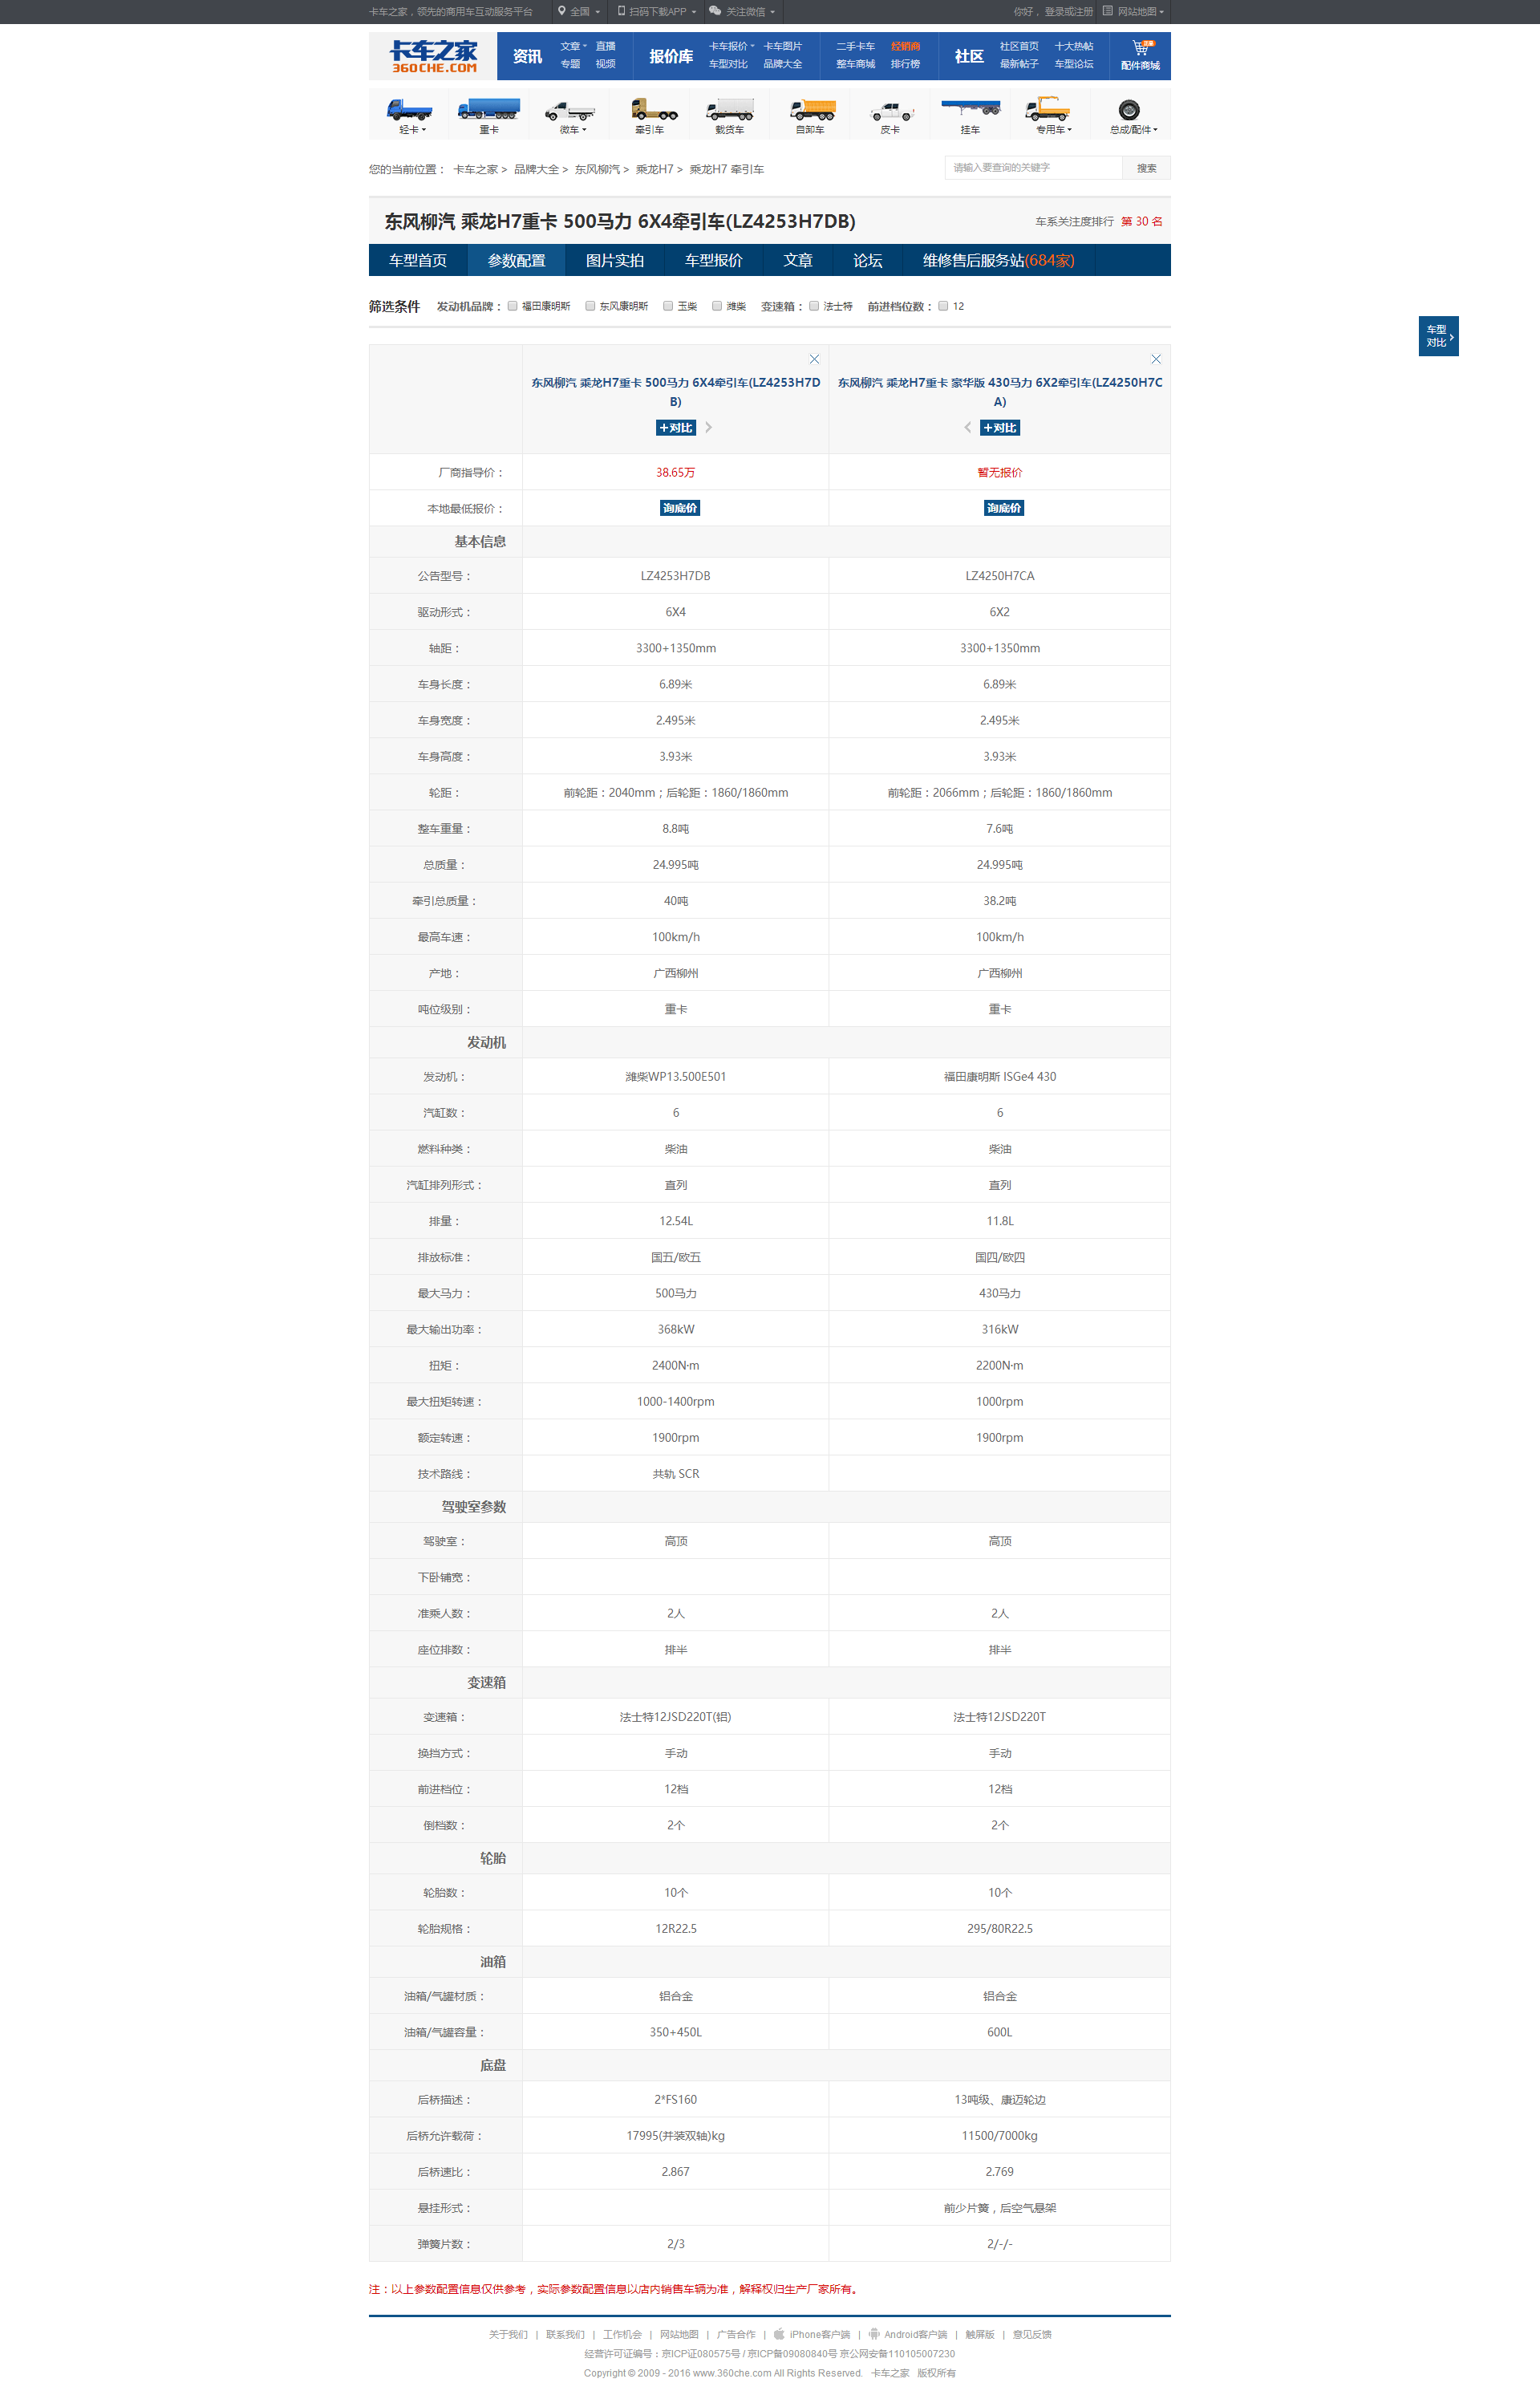 卡车之家，领先的商用车互动服务平台 全国 扫码下载APP 关注微信 你好， 登录或注册 网站地图
卡车之家
360CHE.COM
资讯 文章 直播 报价库 卡车报价 卡车图片 二手卡车 经销商 社区 社区首页 十大热帖
专题 视频 车型对比 品牌大全 整车商城 排行榜 最新帖子 车型论坛 配件商城
轻卡 重卡 微车 牵引车 载货车 自卸车 皮卡 挂车 专用车 总成/配件
您的当前位置： 卡车之家 > 品牌大全 > 东风柳汽 > 乘龙H7 > 乘龙H7 牵引车 请输入要查询的关键字 搜索
东风柳汽 乘龙H7重卡 500马力 6X4牵引车(LZ4253H7DB) 车系关注度排行 第 30 名
车型首页 参数配置 图片实拍 车型报价 文章 论坛 维修售后服务站(684家)
筛选条件 发动机品牌： 福田康明斯 东风康明斯 玉柴 潍柴 变速箱： 法士特 前进档位数： 12
车型
对比
东风柳汽 乘龙H7重卡 500马力 6X4牵引车(LZ4253H7D
B)
+对比
东风柳汽 乘龙H7重卡 豪华版 430马力 6X2牵引车(LZ4250H7C
A)
+对比
厂商指导价： 38.65万 暂无报价
本地最低报价： 询底价 询底价
基本信息
公告型号： LZ4253H7DB LZ4250H7CA
驱动形式： 6X4 6X2
轴距： 3300+1350mm 3300+1350mm
车身长度： 6.89米 6.89米
车身宽度： 2.495米 2.495米
车身高度： 3.93米 3.93米
轮距： 前轮距：2040mm；后轮距：1860/1860mm 前轮距：2066mm；后轮距：1860/1860mm
整车重量： 8.8吨 7.6吨
总质量： 24.995吨 24.995吨
牵引总质量： 40吨 38.2吨
最高车速： 100km/h 100km/h
产地： 广西柳州 广西柳州
吨位级别： 重卡 重卡
发动机
发动机： 潍柴WP13.500E501 福田康明斯 ISGe4 430
汽缸数： 6 6
燃料种类： 柴油 柴油
汽缸排列形式： 直列 直列
排量： 12.54L 11.8L
排放标准： 国五/欧五 国四/欧四
最大马力： 500马力 430马力
最大输出功率： 368kW 316kW
扭矩： 2400N·m 2200N·m
最大扭矩转速： 1000-1400rpm 1000rpm
额定转速： 1900rpm 1900rpm
技术路线： 共轨 SCR
驾驶室参数
驾驶室： 高顶 高顶
下卧铺宽：
准乘人数： 2人 2人
座位排数： 排半 排半
变速箱
变速箱： 法士特12JSD220T(铝) 法士特12JSD220T
换挡方式： 手动 手动
前进档位： 12档 12档
倒档数： 2个 2个
轮胎
轮胎数： 10个 10个
轮胎规格： 12R22.5 295/80R22.5
油箱
油箱/气罐材质： 铝合金 铝合金
油箱/气罐容量： 350+450L 600L
底盘
后桥描述： 2*FS160 13吨级、康迈轮边
后桥允许载荷： 17995(并装双轴)kg 11500/7000kg
后桥速比： 2.867 2.769
悬挂形式： 前少片簧，后空气悬架
弹簧片数： 2/3 2/-/-
注：以上参数配置信息仅供参考，实际参数配置信息以店内销售车辆为准，解释权归生产厂家所有。
关于我们 | 联系我们 | 工作机会 | 网站地图 | 广告合作 | iPhone客户端 | Android客户端 | 触屏版 | 意见反馈
经营许可证编号：京ICP证080575号 / 京ICP备09080840号 京公网安备110105007230
Copyright © 2009 - 2016 www.360che.com All Rights Reserved. 卡车之家 版权所有